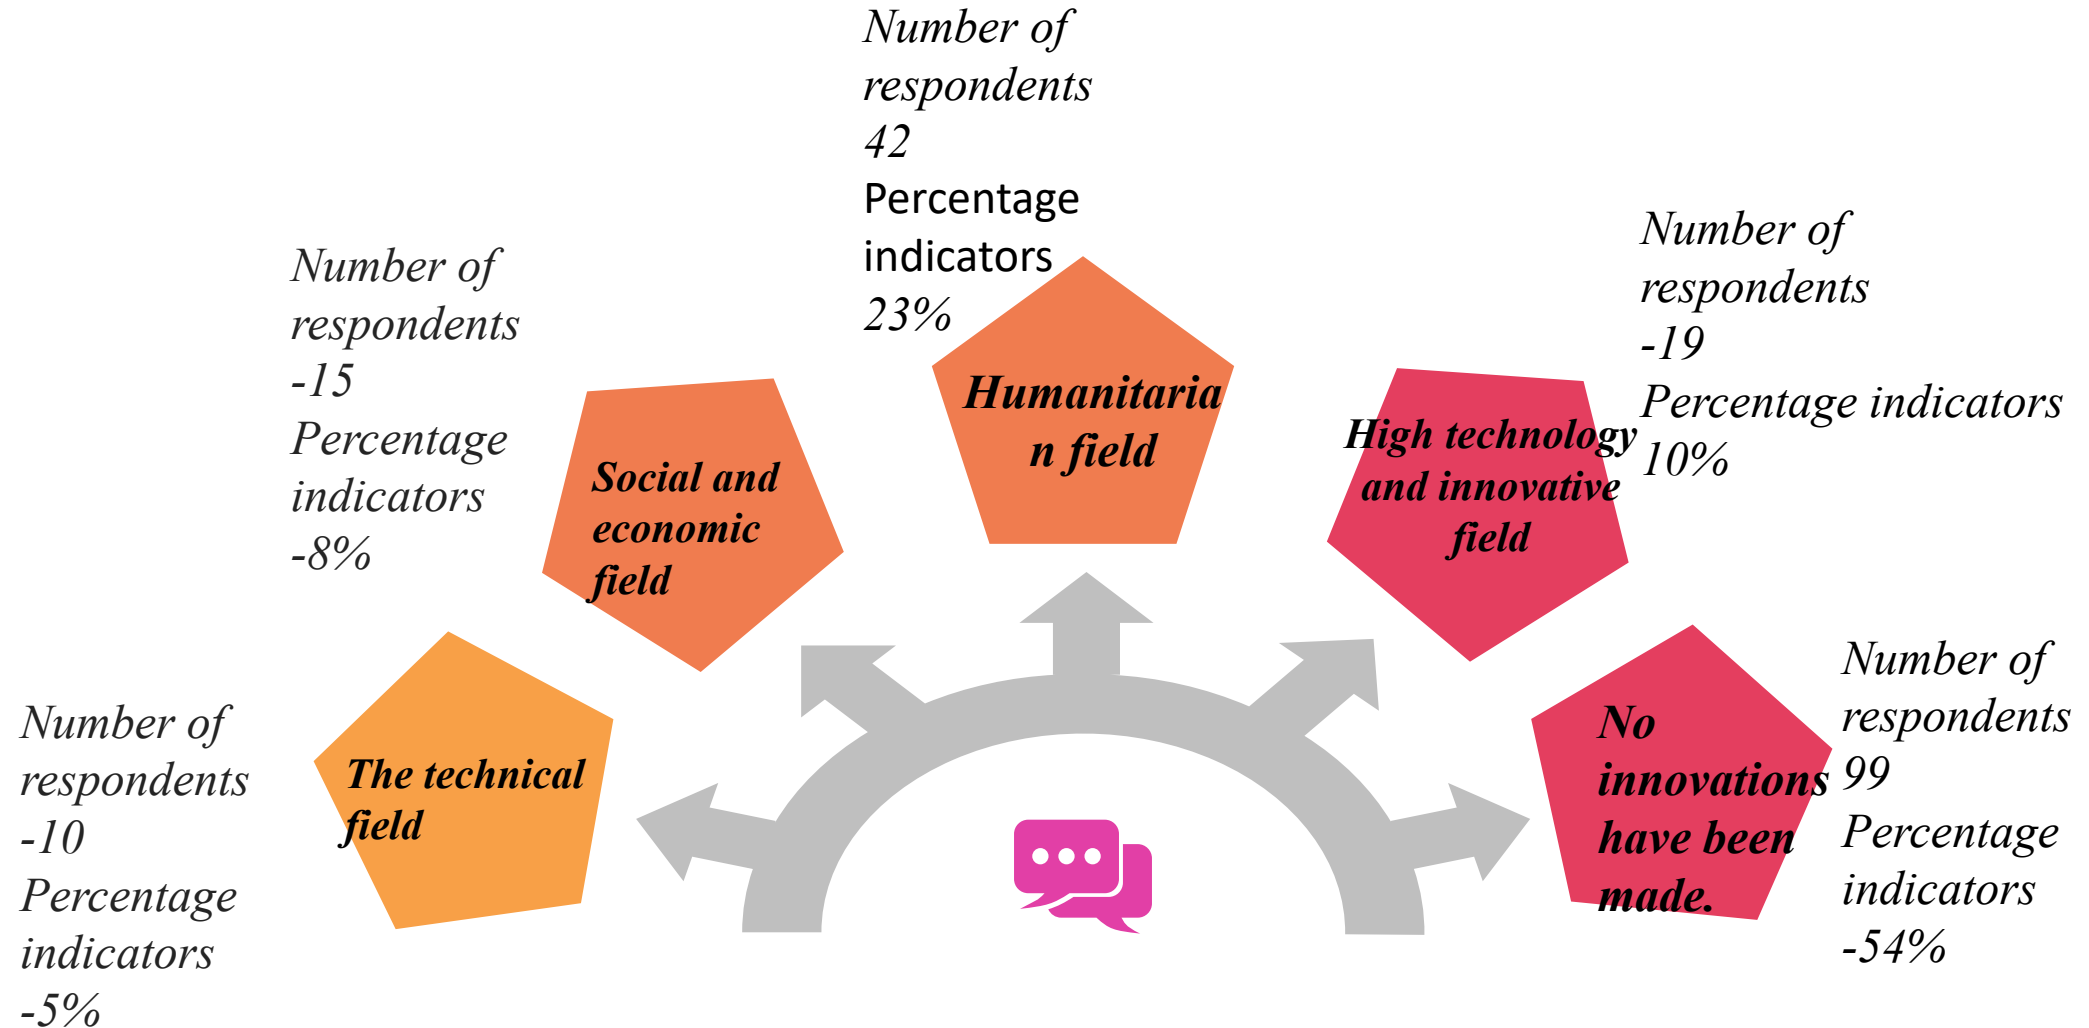 Number of
respondents
-10
Percentage
indicators
-5%
The technical
field
Number of
respondents
-15
Percentage
indicators
-8%
Social and
economic
field
Number of
respondents
42
Percentage
indicators
23%
Humanitaria
n field
Number of
respondents
-19
Percentage indicators
10%
High technology
and innovative
field
Number of
respondents
99
Percentage
indicators
-54%
No
innovations
have been
made.